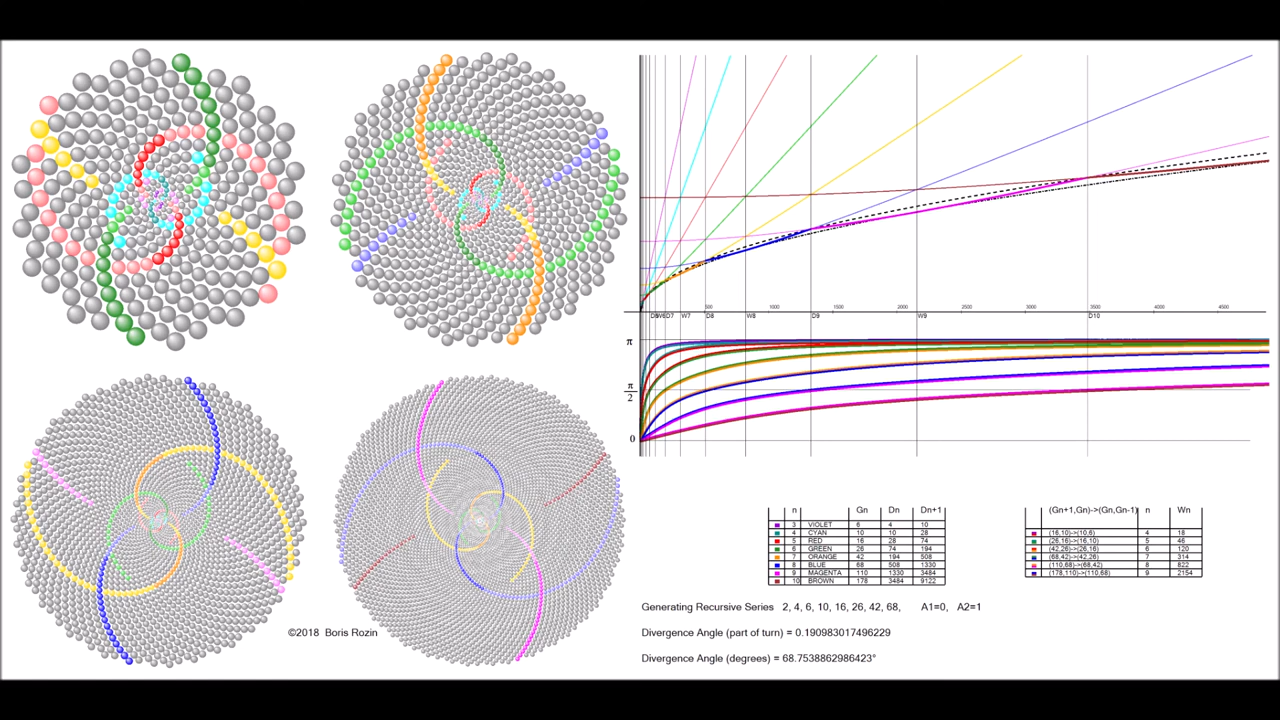 500 1000 1500 2000 2500 3000 3500 4000 4500
D7 W7 D8 W8 D9 W9 D10
π
π
2
0
n Gn Dn Dn+1
3 VIOLET 6 4 10
4 CYAN 10 10 28
5 RED 16 28 74
6 GREEN 26 74 194
7 ORANGE 42 194 508
8 BLUE 68 508 1330
9 MAGENTA 110 1330 3484
10 BROWN 178 3484 9122
(Gn+1,Gn)->(Gn,Gn-1) n Wn
(16,10)->(10,6) 4 18
(26,16)->(16,10) 5 46
(42,26)->(26,16) 6 120
(68,42)->(42,26) 7 314
(110,68)->(68,42) 8 822
(178,110)->(110,68) 9 2154
Generating Recursive Series 2, 4, 6, 10, 16, 26, 42, 68, A1=0, A2=1
©2018 Boris Rozin
Divergence Angle (part of turn) = 0.190983017496229
Divergence Angle (degrees) = 68.7538862986423°